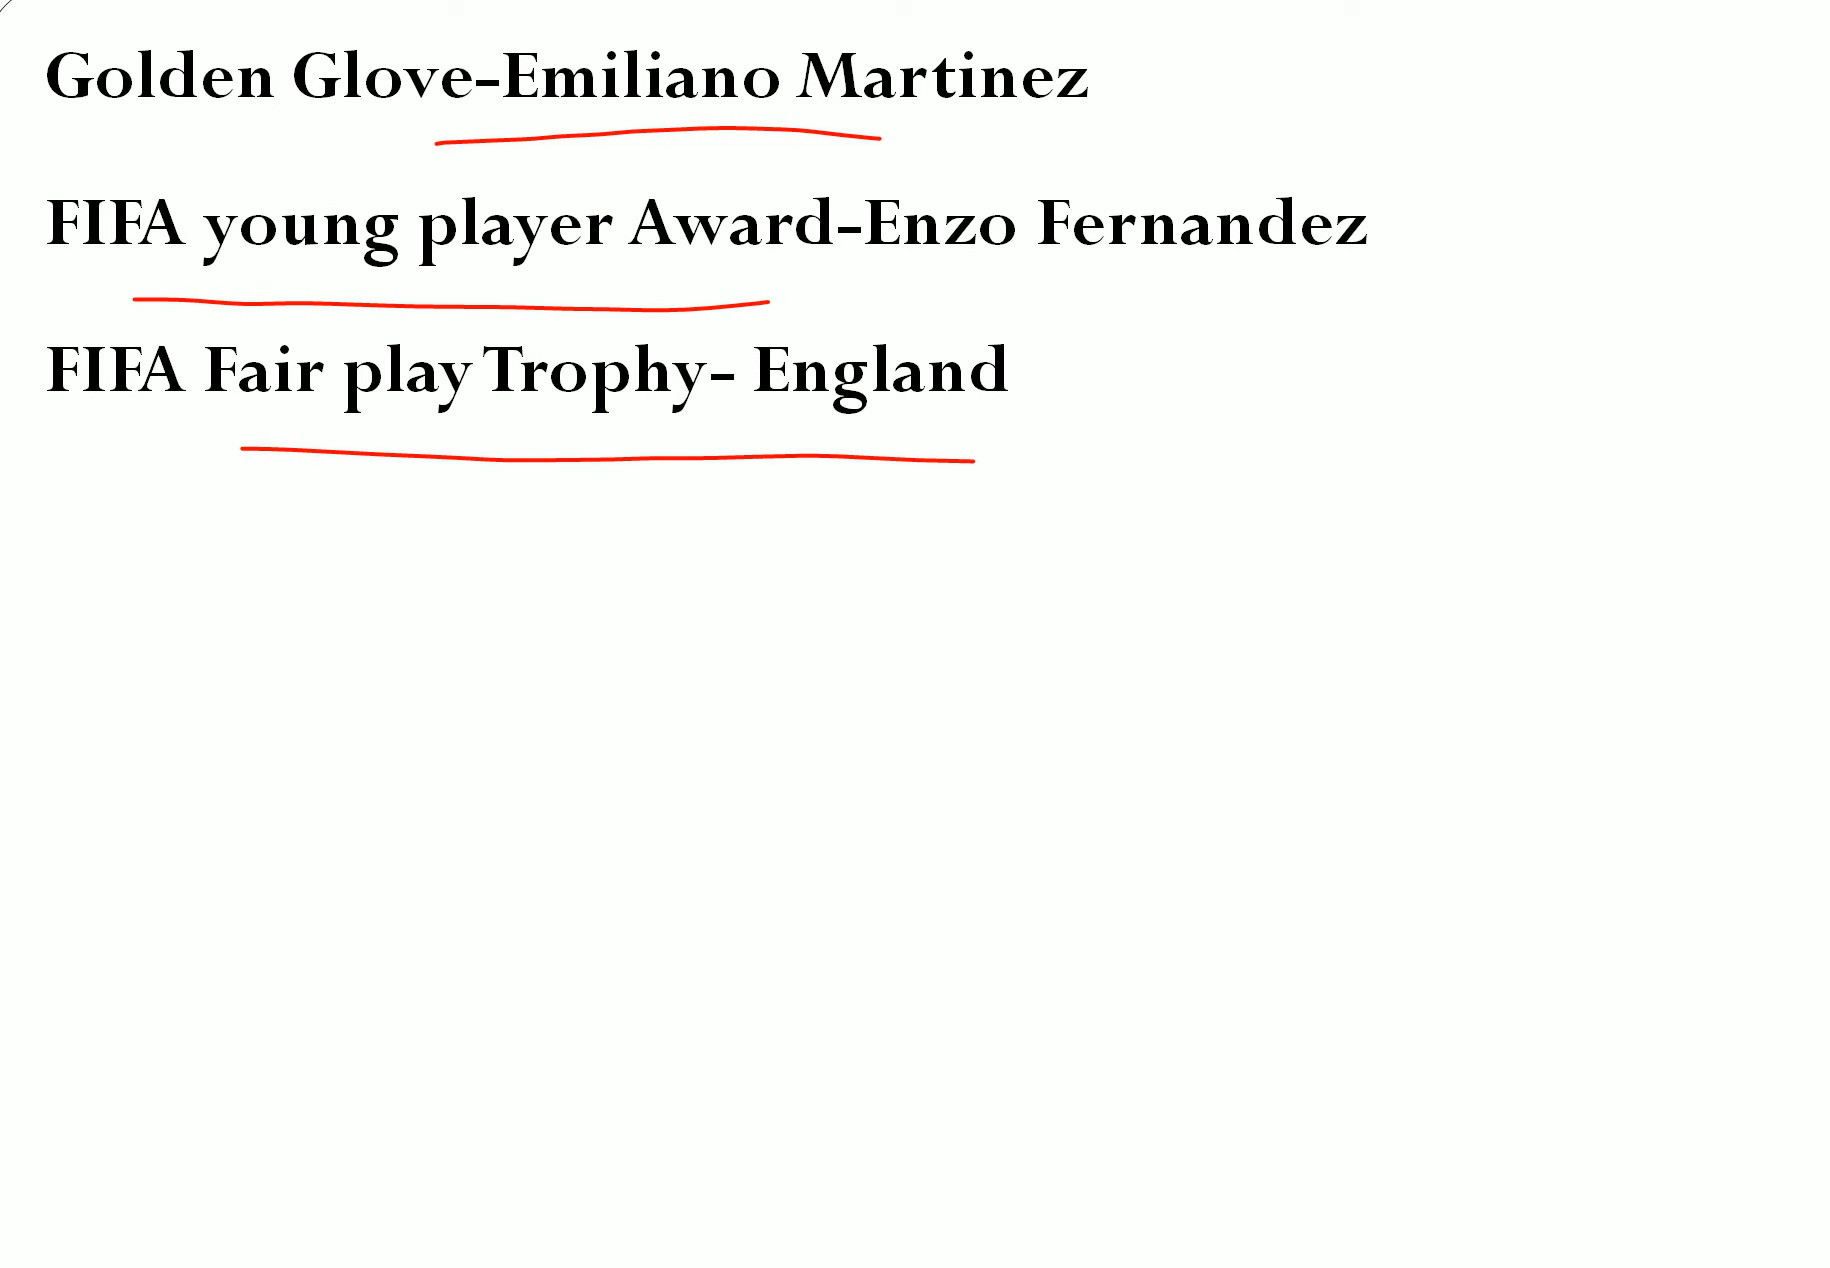 Golden Glove-Emiliano Martinez
FIFA young player Award-Enzo Fernandez
FIFA Fair play Trophy- England